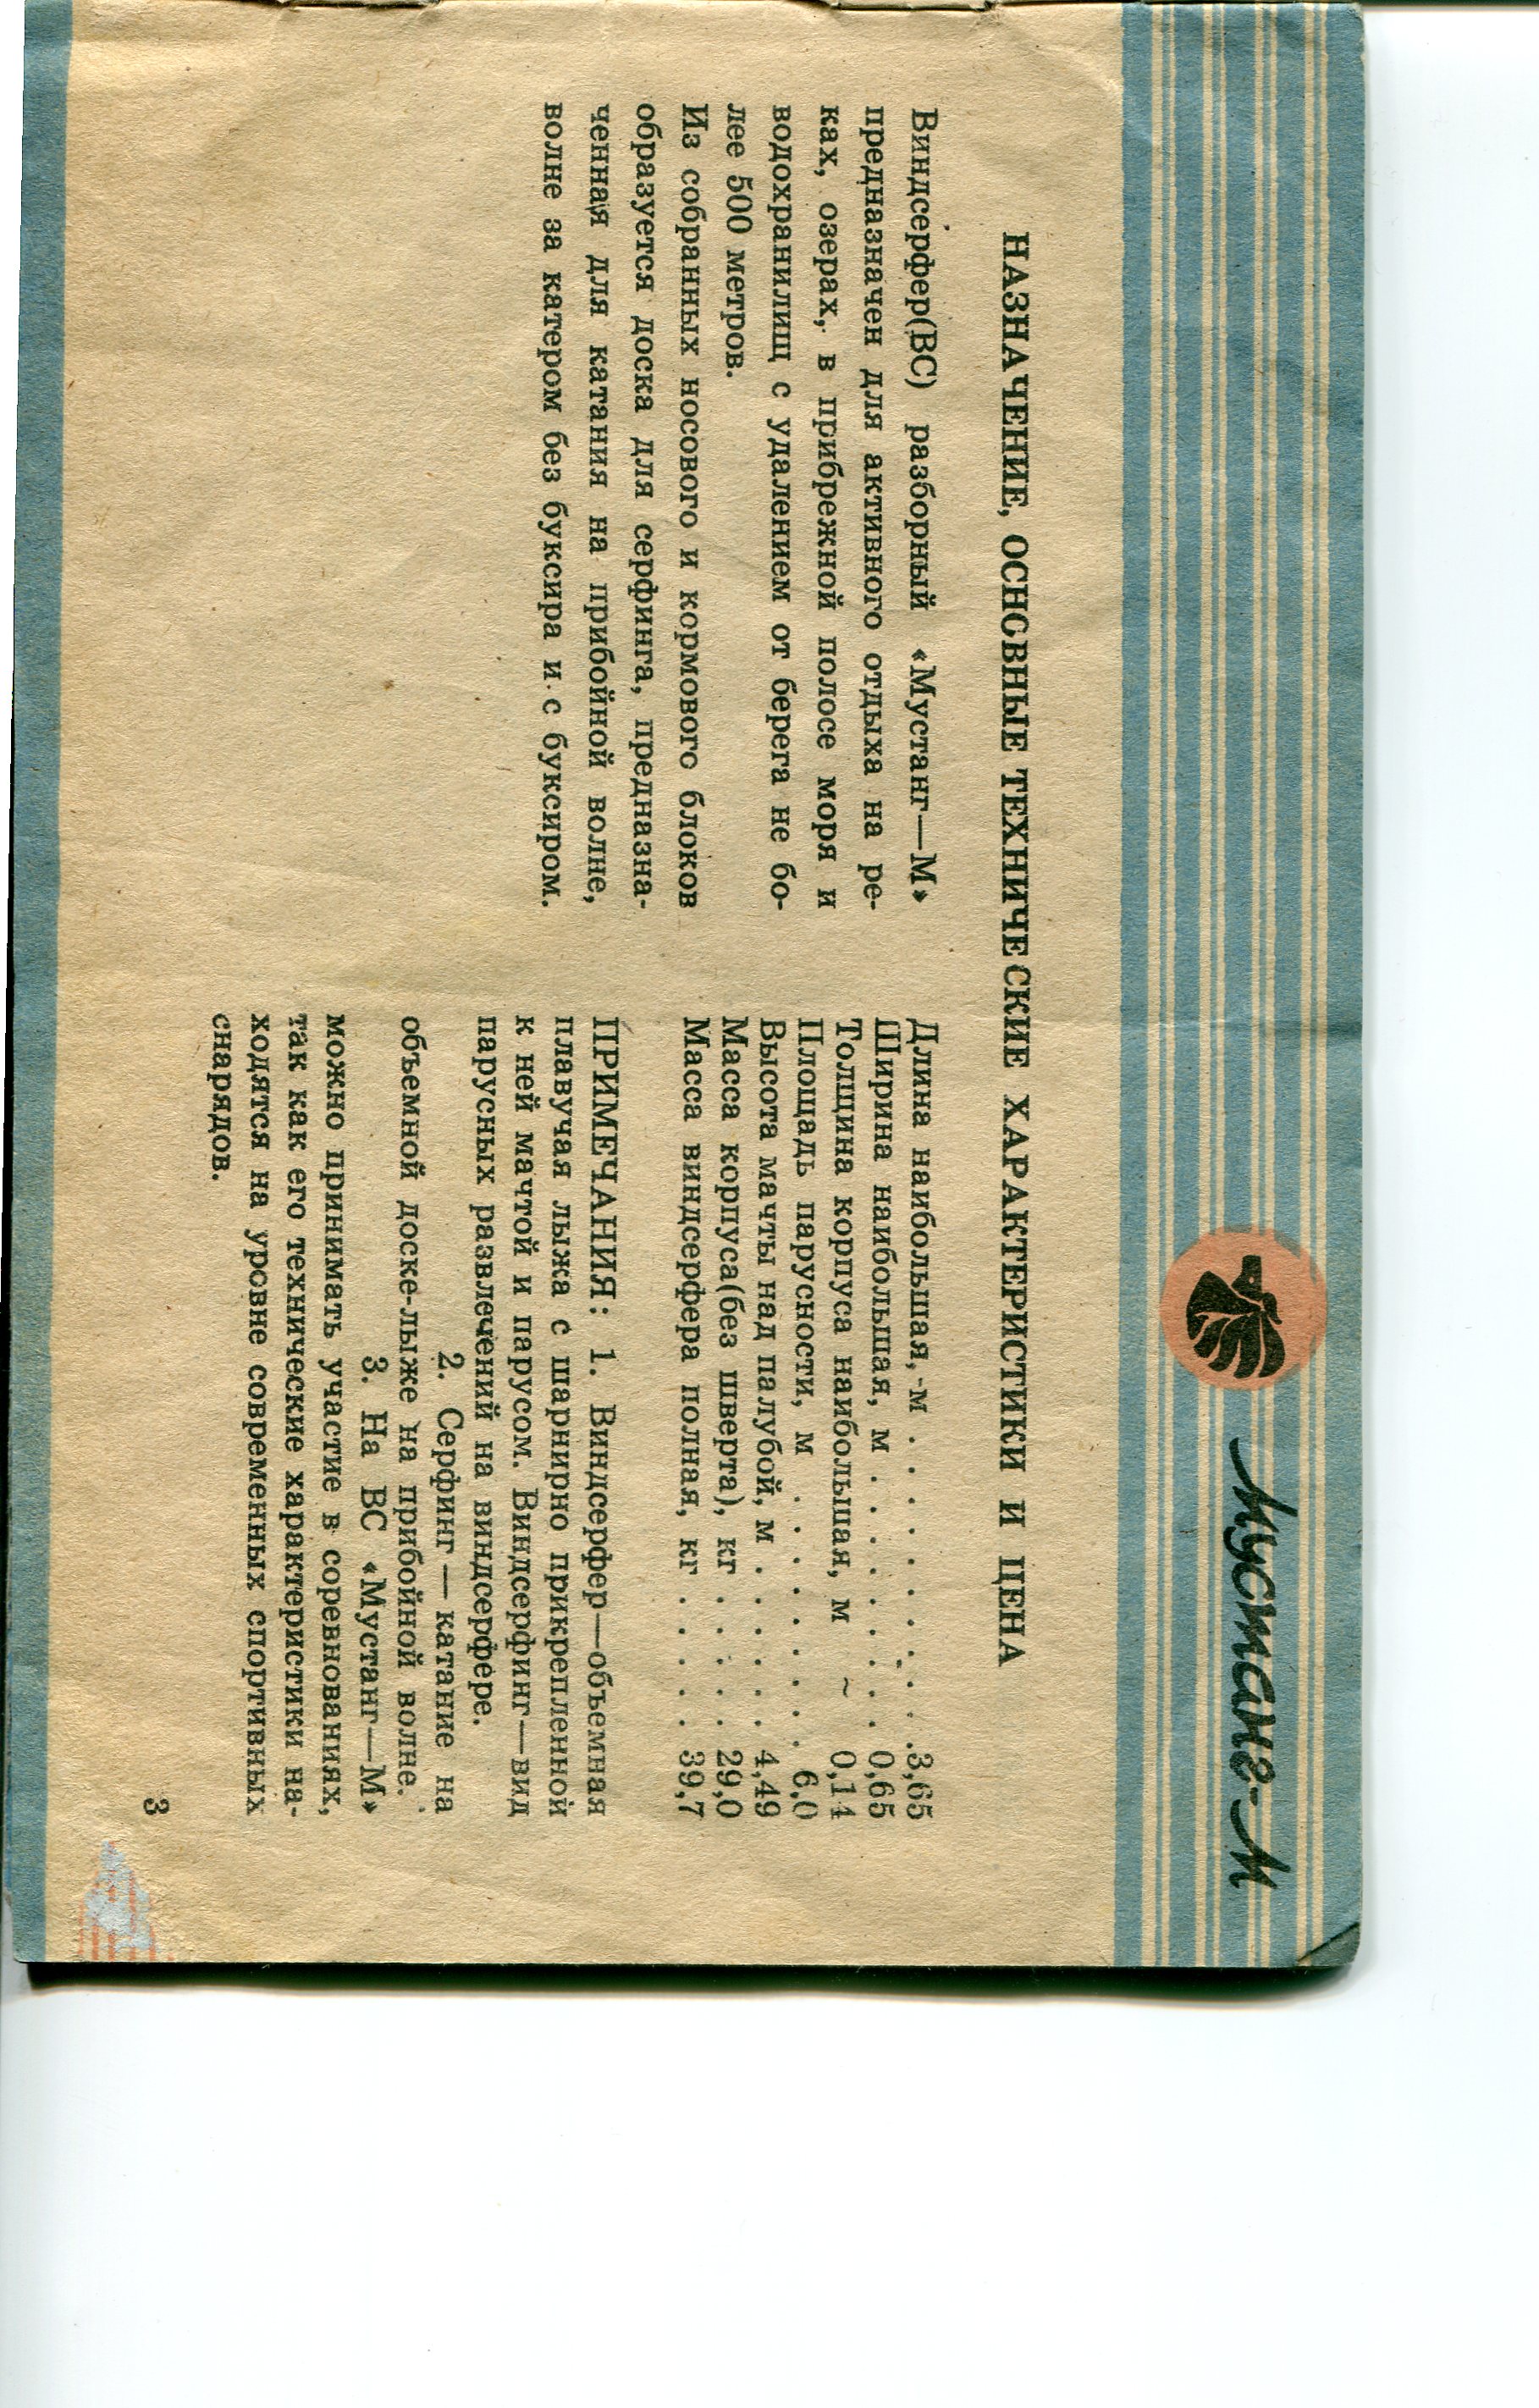 Мустанг-М
НАЗНАЧЕНИЕ, ОСНОВНЫЕ ТЕХНИЧЕСКИЕ ХАРАКТЕРИСТИКИ И ЦЕНА
Виндсерфер(ВС) разборный «Мустанг—М»
предназначен для активного отдыха на ре-
ках, озерах, в прибрежной полосе моря и
водохранилищ с удалением от берега не бо-
лее 500 метров.
Из собранных носового и кормового блоков
образуется доска для серфинга, предназна-
ченная для катания на прибойной волне,
волне за катером без буксира и с буксиром.
Длина наибольшая, м . . . . . . . . . 3,65
Ширина наибольшая, м . . . . . . . . 0,65
Толщина корпуса наибольшая, м ~ 0,14
Площадь парусности, м . . . . . . . . 6,0
Высота мачты над палубой, м . . . . . . 4,49
Масса корпуса(без шверта), кг . . . . . 29,0
Масса виндсерфера полная, кг . . . . . 39,7
ПРИМЕЧАНИЯ: 1. Виндсерфер—объемная
плавучая лыжа с шарнирно прикрепленной
к ней мачтой и парусом. Виндсерфинг—вид
парусных развлечений на виндсерфере.
2. Серфинг — катание на
объемной доске-лыже на прибойной волне.
3. На ВС «Мустанг—М»
можно принимать участие в соревнованиях,
так как его технические характеристики на-
ходятся на уровне современных спортивных
снарядов.
3